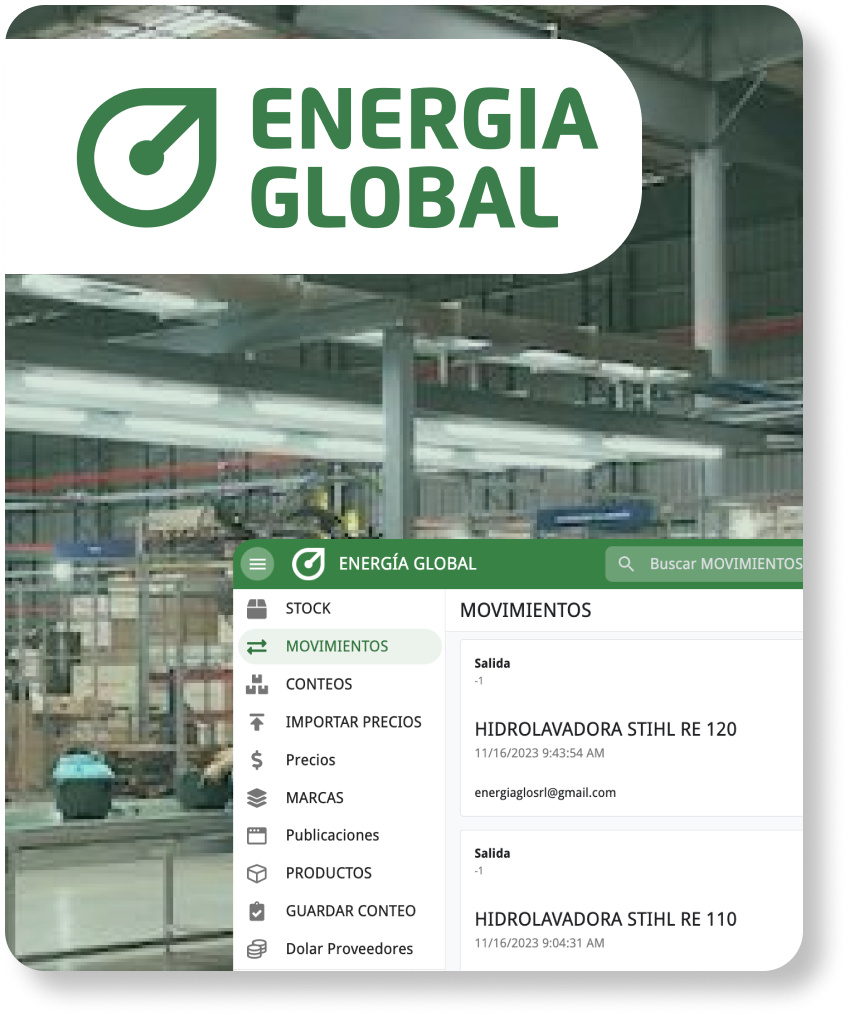 ENERGIA
GLOBAL
ENERGÍA GLOBAL
Buscar MOVIMIENTOS
STOCK
MOVIMIENTOS
CONTEOS
IMPORTAR PRECIOS
Precios
MARCAS
Publicaciones
PRODUCTOS
GUARDAR CONTEO
Dolar Proveedores
MOVIMIENTOS
Salida
-1
HIDROLAVADORA STIHL RE 120
11/16/2023 9:43:54 AM
energiaglosrl@gmail.com
Salida
-1
HIDROLAVADORA STIHL RE 110
11/16/2023 9:04:31 AM